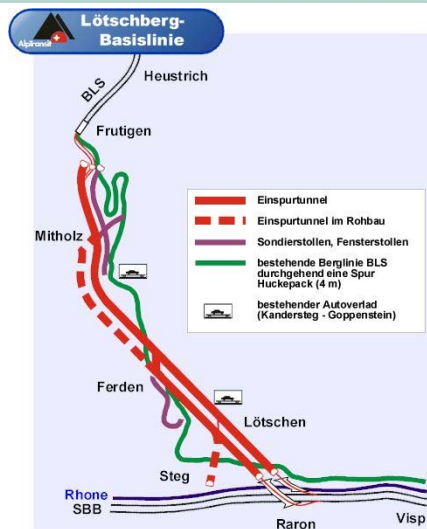 Lötschberg-
Basislinie
AlpTransit
BLS
Heustrich
Frutigen
Einspurtunnel
Einspurtunnel im Rohbau
Sondierstollen, Fensterstollen
bestehende Berglinie BLS
durchgehend eine Spur
Huckepack (4 m)
bestehender Autoverlad
(Kandersteg - Goppenstein)
Mitholz
Ferden
Lötschen
Steg
Rhone
SBB
Raron
Visp